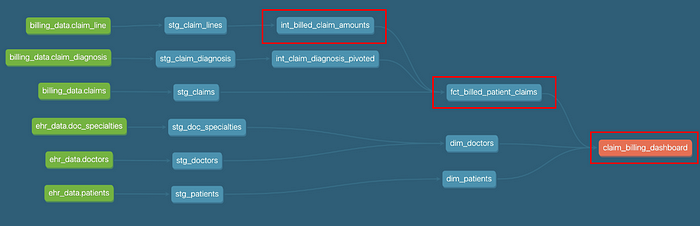 billing_data.claim_line
stg_claim_lines
int_billed_claim_amounts
billing_data.claim_diagnosis
stg_claim_diagnosis
int_claim_diagnosis_pivoted
billing_data.claims
stg_claims
fct_billed_patient_claims
ehr_data.doc_specialties
stg_doc_specialties
dim_doctors
claim_billing_dashboard
ehr_data.doctors
stg_doctors
ehr_data.patients
stg_patients
dim_patients